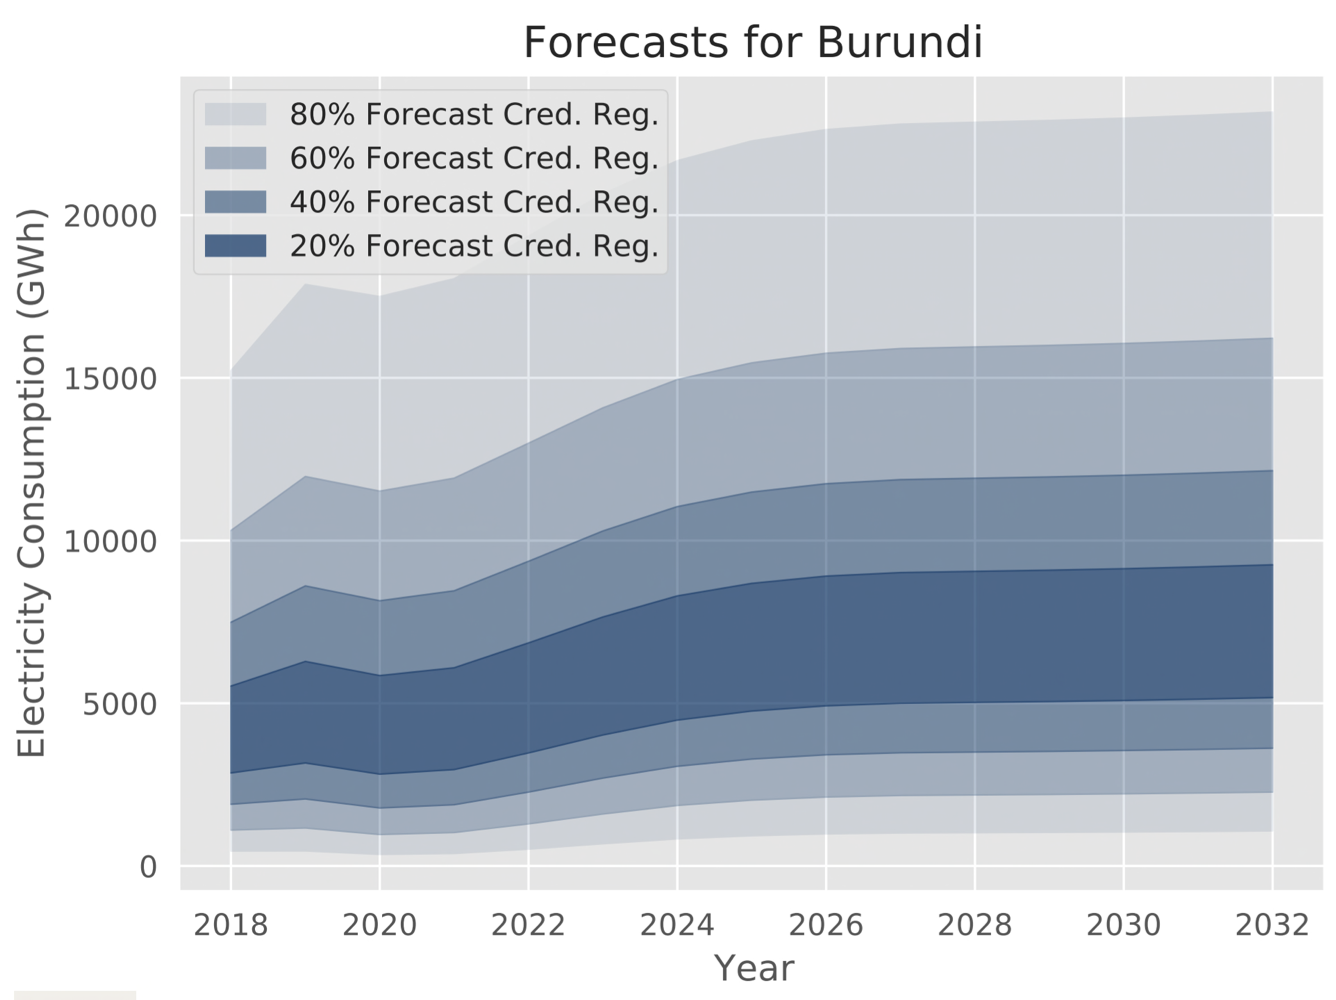 Forecasts for Burundi
80% Forecast Cred. Reg.
60% Forecast Cred. Reg.
40% Forecast Cred. Reg.
20% Forecast Cred. Reg.
Electricity Consumption (GWh)
20000
15000
10000
5000
0
2018 2020 2022 2024 2026 2028 2030 2032
Year